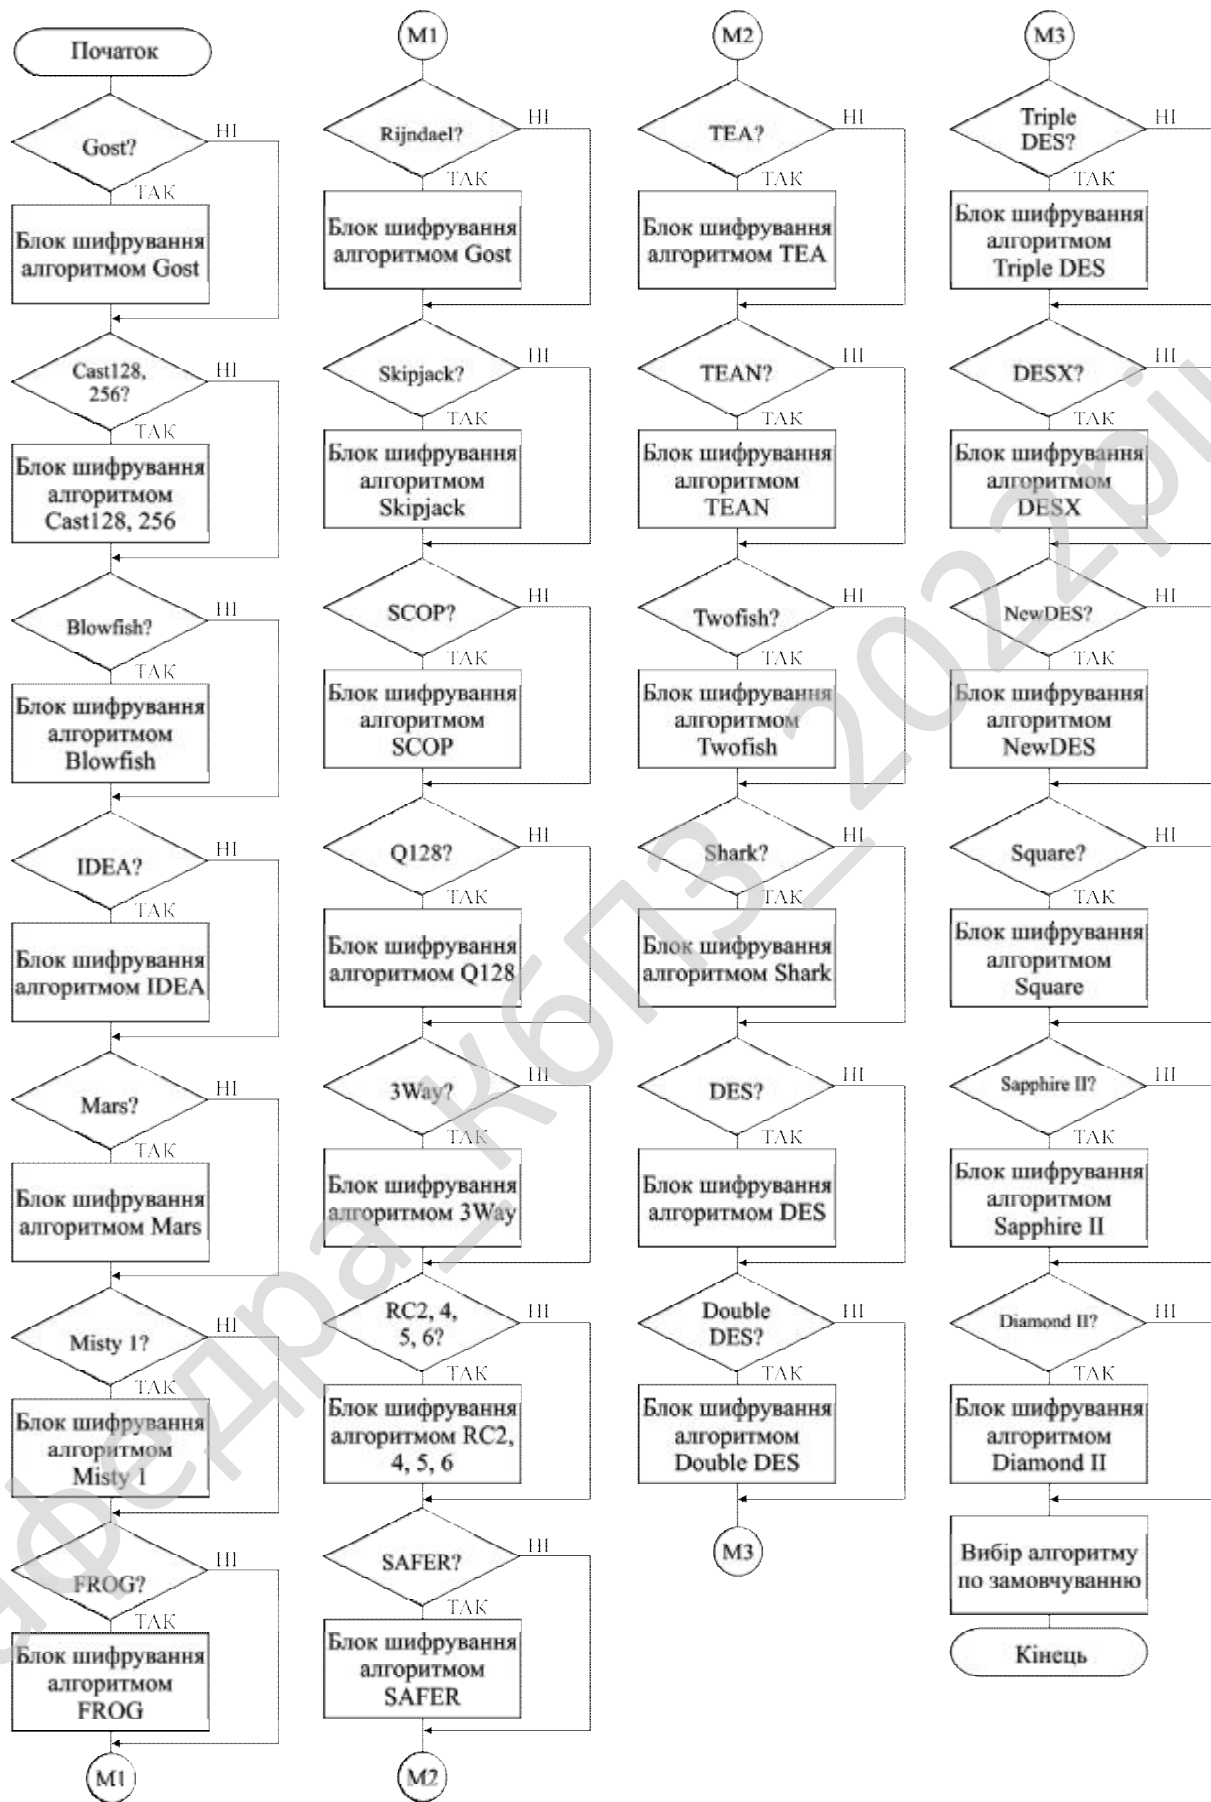 Початок
Gost?
НІ
ТАК
Блок шифрування
алгоритмом Gost
Cast128,
256?
НІ
ТАК
Блок шифрування
алгоритмом
Cast128, 256
Blowfish?
НІ
ТАК
Блок шифрування
алгоритмом
Blowfish
IDEA?
НІ
ТАК
Блок шифрування
алгоритмом IDEA
Mars?
НІ
ТАК
Блок шифрування
алгоритмом Mars
Misty 1?
НІ
ТАК
Блок шифрування
алгоритмом
Misty 1
FROG?
НІ
ТАК
Блок шифрування
алгоритмом
FROG
М1
М1
Rijndael?
НІ
ТАК
Блок шифрування
алгоритмом Gost
Skipjack?
НІ
ТАК
Блок шифрування
алгоритмом
Skipjack
SCOP?
НІ
ТАК
Блок шифрування
алгоритмом
SCOP
Q128?
НІ
ТАК
Блок шифрування
алгоритмом Q128
3Way?
НІ
ТАК
Блок шифрування
алгоритмом 3Way
RC2, 4,
5, 6?
НІ
ТАК
Блок шифрування
алгоритмом RC2,
4, 5, 6
SAFER?
НІ
ТАК
Блок шифрування
алгоритмом
SAFER
М2
М2
TEA?
НІ
ТАК
Блок шифрування
алгоритмом TEA
TEAN?
НІ
ТАК
Блок шифрування
алгоритмом
TEAN
Twofish?
НІ
ТАК
Блок шифрування
алгоритмом
Twofish
Shark?
НІ
ТАК
Блок шифрування
алгоритмом Shark
DES?
НІ
ТАК
Блок шифрування
алгоритмом DES
Double
DES?
НІ
ТАК
Блок шифрування
алгоритмом
Double DES
М3
М3
Triple
DES?
НІ
ТАК
Блок шифрування
алгоритмом
Triple DES
DESX?
НІ
ТАК
Блок шифрування
алгоритмом
DESX
NewDES?
НІ
ТАК
Блок шифрування
алгоритмом
NewDES
Square?
НІ
ТАК
Блок шифрування
алгоритмом
Square
Sapphire II?
НІ
ТАК
Блок шифрування
алгоритмом
Sapphire II
Diamond II?
НІ
ТАК
Блок шифрування
алгоритмом
Diamond II
Вибір алгоритму
по замовчуванню
Кінець
афедра_КбПЗ_2022рі